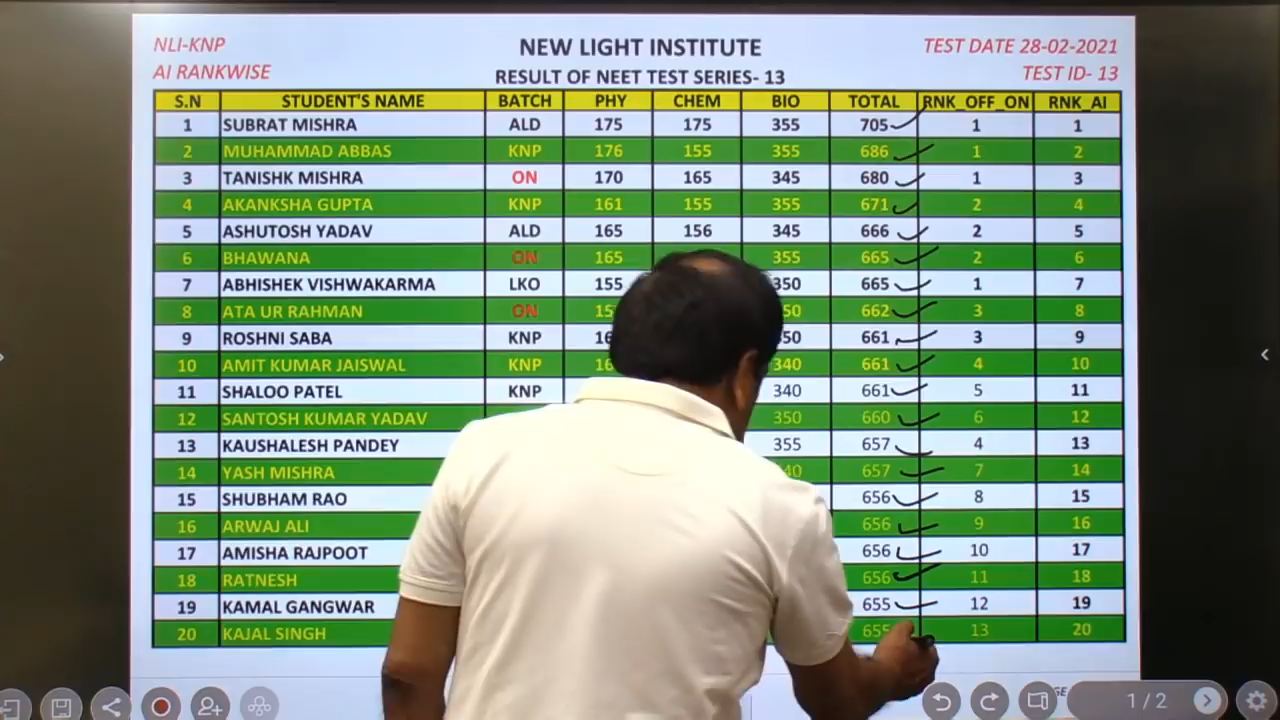 NLI-KNP NEW LIGHT INSTITUTE TEST DATE 28-02-2021
AI RANKWISE RESULT OF NEET TEST SERIES- 13 TEST ID- 13
S.N STUDENT'S NAME BATCH PHY CHEM BIO TOTAL RNK_OFF_ON RNK_AI
1 SUBRAT MISHRA ALD 175 175 355 705 1 1
2 MUHAMMAD ABBAS KNP 176 155 355 686 1 2
3 TANISHK MISHRA ON 170 165 345 680 1 3
4 AKANKSHA GUPTA KNP 161 155 355 671 2 4
5 ASHUTOSH YADAV ALD 165 156 345 666 2 5
6 BHAWANA ON 165 355 665 2 6
7 ABHISHEK VISHWAKARMA LKO 155 350 665 1 7
8 ATA UR RAHMAN ON 662 3 8
9 ROSHNI SABA KNP 661 3 9
10 AMIT KUMAR JAISWAL KNP 340 661 4 10
11 SHALOO PATEL KNP 340 661 5 11
12 SANTOSH KUMAR YADAV 350 660 6 12
13 KAUSHALESH PANDEY 355 657 4 13
14 YASH MISHRA 657 7 14
15 SHUBHAM RAO 656 8 15
16 ARWAJ ALI 656 9 16
17 AMISHA RAJPOOT 656 10 17
18 RATNESH 656 11 18
19 KAMAL GANGWAR 655 12 19
20 KAJAL SINGH 655 13 20
1 / 2